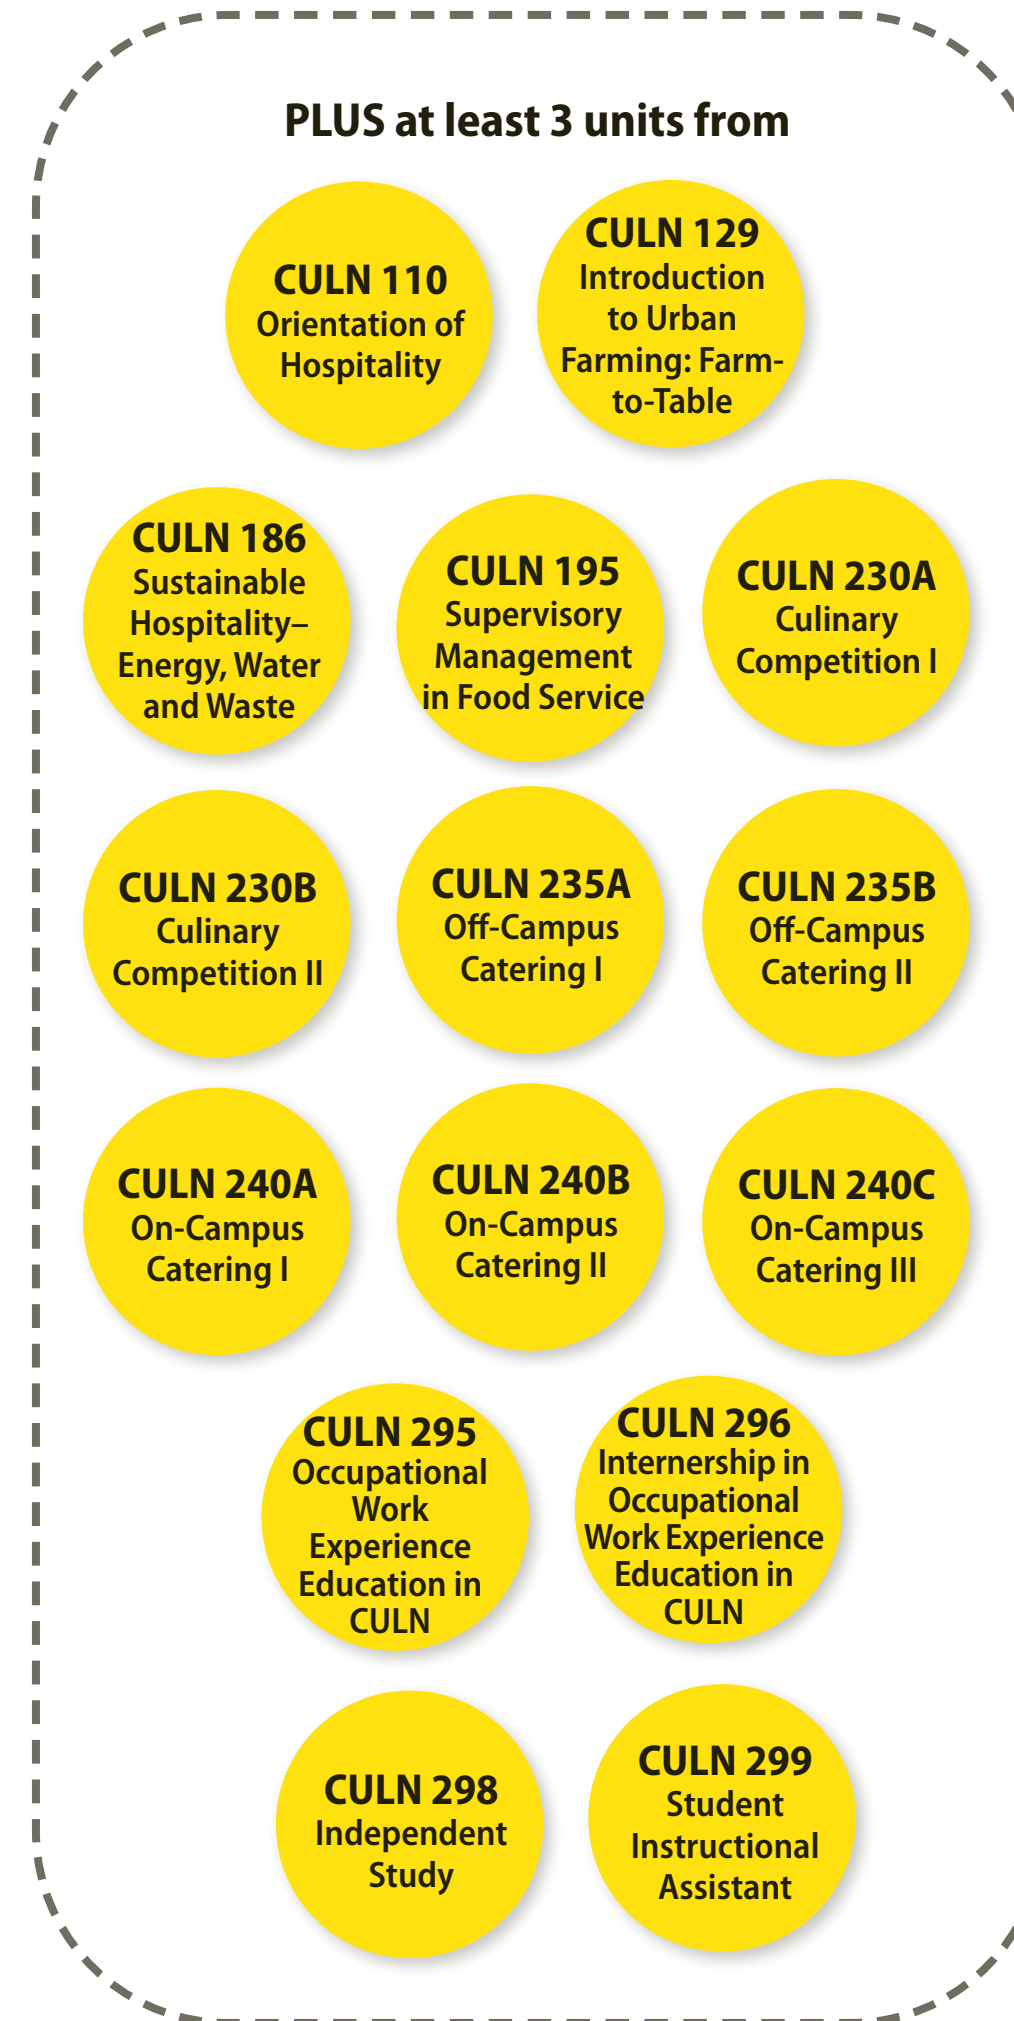 PLUS at least 3 units from
CULN 110
Orientation of
Hospitality
CULN 129
Introduction
to Urban
Farming: Farm-
to-Table
CULN 186
Sustainable
Hospitality–
Energy, Water
and Waste
CULN 195
Supervisory
Management
in Food Service
CULN 230A
Culinary
Competition I
CULN 230B
Culinary
Competition II
CULN 235A
Off-Campus
Catering I
CULN 235B
Off-Campus
Catering II
CULN 240A
On-Campus
Catering I
CULN 240B
On-Campus
Catering II
CULN 240C
On-Campus
Catering III
CULN 295
Occupational
Work
Experience
Education in
CULN
CULN 296
Internership in
Occupational
Work Experience
Education in
CULN
CULN 298
Independent
Study
CULN 299
Student
Instructional
Assistant